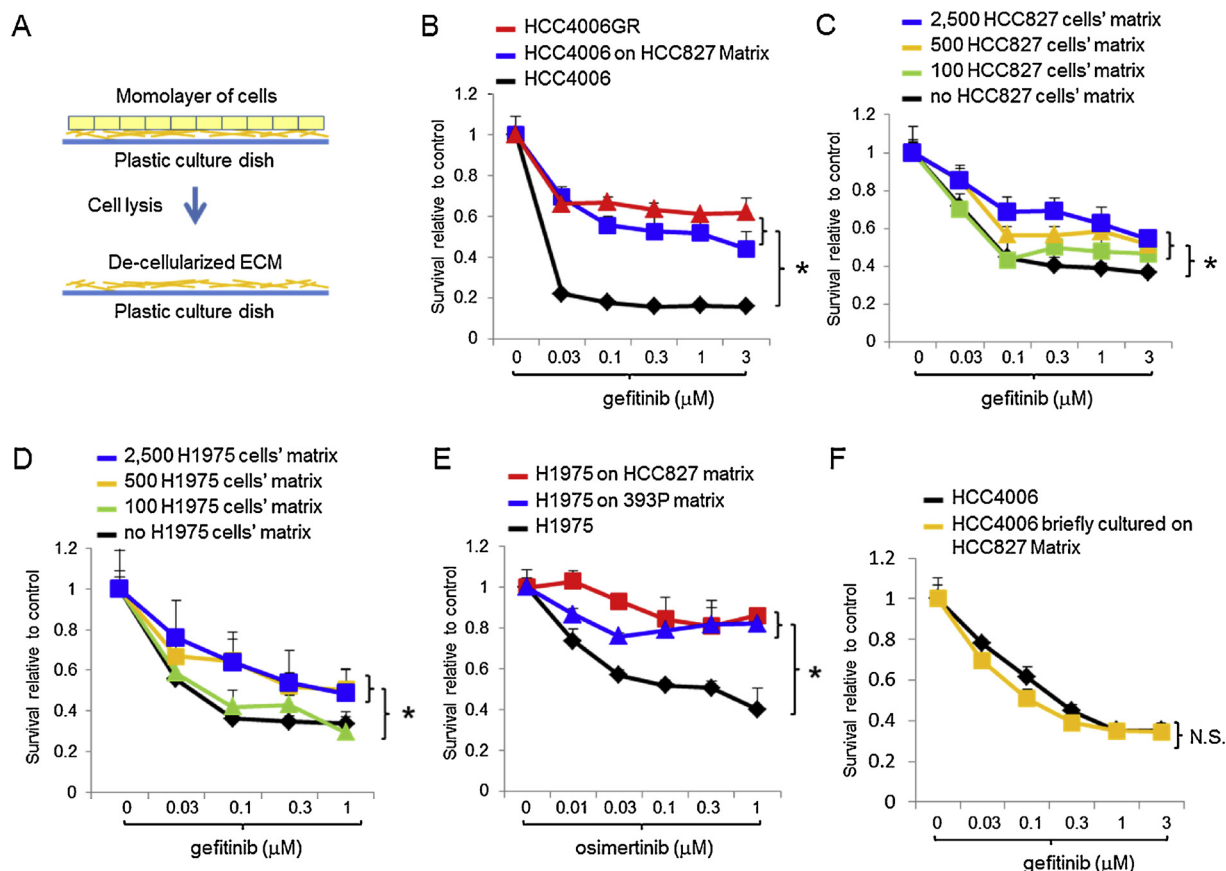 A
Momolayer of cells
Plastic culture dish
Cell lysis
De-cellularized ECM
Plastic culture dish
B
HCC4006GR
HCC4006 on HCC827 Matrix
HCC4006
Survival relative to control
1.2
1
0.8
0.6
0.4
0.2
0
*
0 0.03 0.1 0.3 1 3
gefitinib (μM)
C
2,500 HCC827 cells' matrix
500 HCC827 cells' matrix
100 HCC827 cells' matrix
no HCC827 cells' matrix
Survival relative to control
1.2
1
0.8
0.6
0.4
0.2
0
*
0 0.03 0.1 0.3 1 3
gefitinib (μM)
D
2,500 H1975 cells' matrix
500 H1975 cells' matrix
100 H1975 cells' matrix
no H1975 cells' matrix
Survival relative to control
1.2
1
0.8
0.6
0.4
0.2
0
*
0 0.03 0.1 0.3 1
gefitinib (μM)
E
H1975 on HCC827 matrix
H1975 on 393P matrix
H1975
Survival relative to control
1.2
1
0.8
0.6
0.4
0.2
0
*
0 0.01 0.03 0.1 0.3 1
osimertinib (μM)
F
HCC4006
HCC4006 briefly cultured on
HCC827 Matrix
Survival relative to control
1.2
1
0.8
0.6
0.4
0.2
0
N.S.
0 0.03 0.1 0.3 1 3
gefitinib (μM)